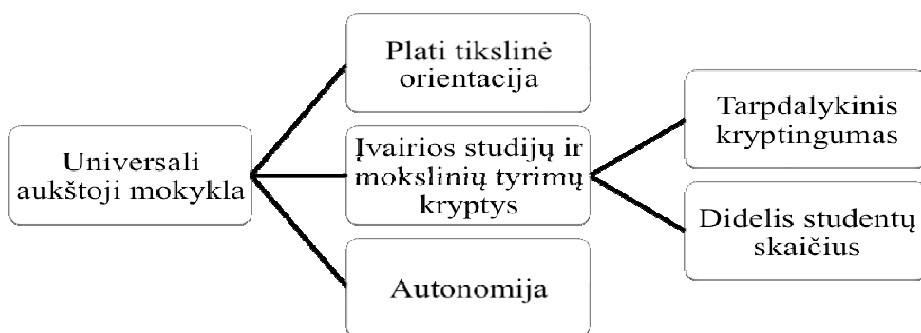 Universali
aukštoji mokykla
Plati tikslinė
orientacija
Įvairios studijų ir
mokslinių tyrimų
kryptys
Autonomija
Tarpdalykinis
kryptingumas
Didelis studentų
skaičius